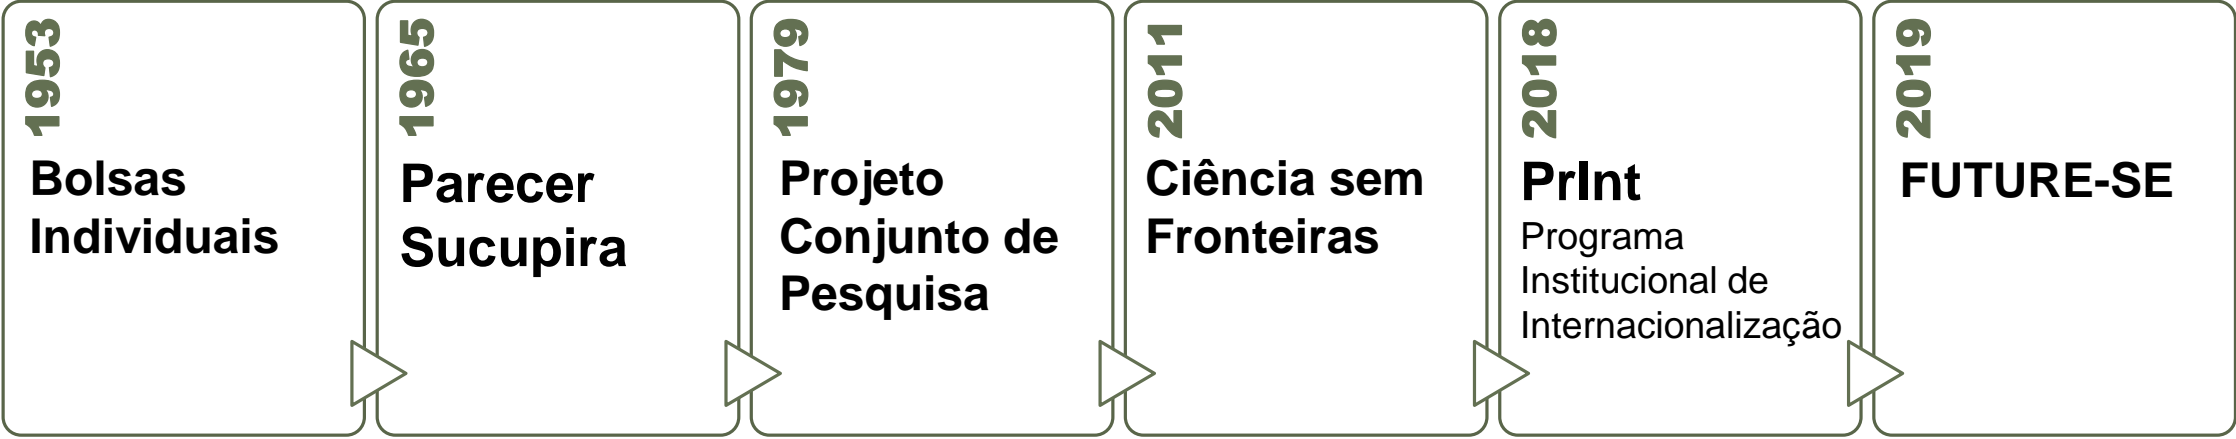 1953
Bolsas
Individuais
1965
Parecer
Sucupira
1979
Projeto
Conjunto de
Pesquisa
2011
Ciência sem
Fronteiras
2018
PrInt
Programa
Institucional de
Internacionalização
2019
FUTURE-SE